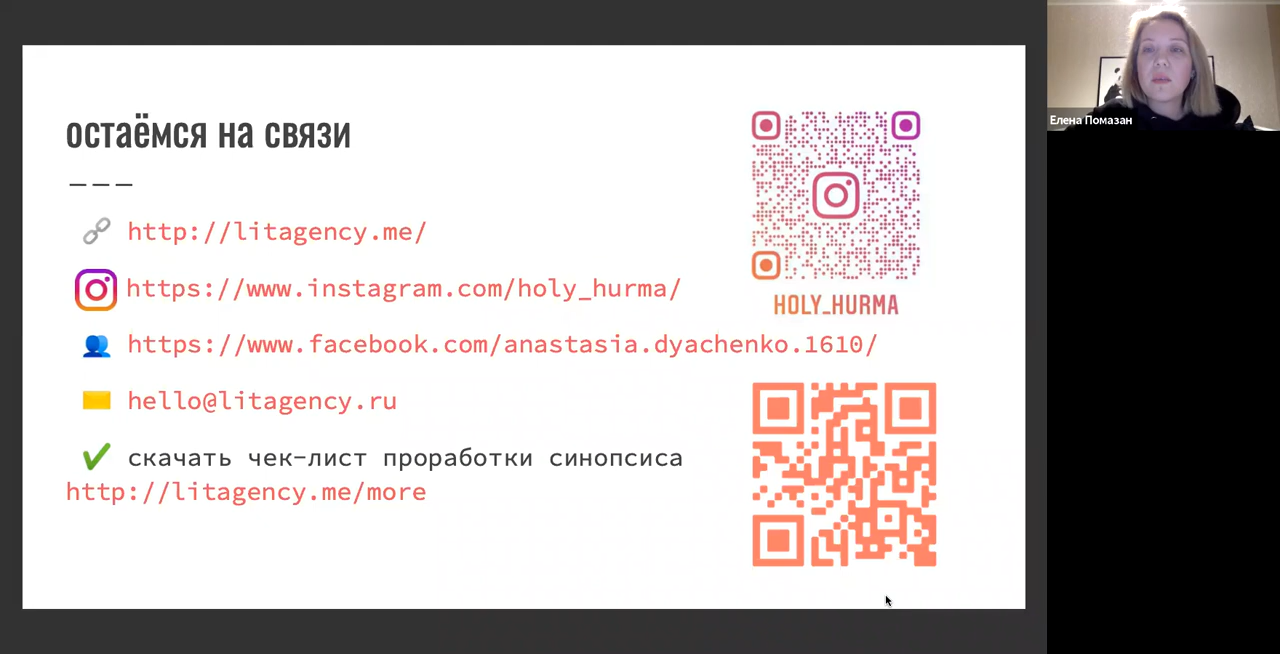 остаёмся на связи
———
http://litagency.me/
https://www.instagram.com/holy_hurma/
HOLY_HURMA
https://www.facebook.com/anastasia.dyachenko.1610/
hello@litagency.ru
скачать чек-лист проработки синопсиса
http://litagency.me/more
Елена Помазан